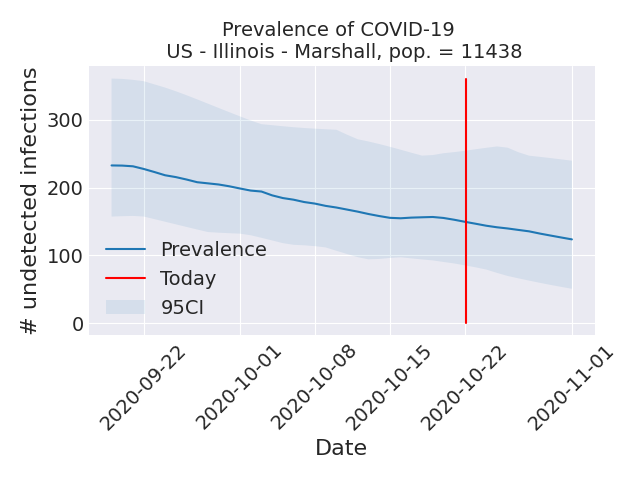 Prevalence of COVID-19
US - Illinois - Marshall, pop. = 11438
# undetected infections
300
200
100
0
Prevalence
Today
95CI
2020-09-22
2020-10-01
2020-10-08
2020-10-15
2020-10-22
2020-11-01
Date